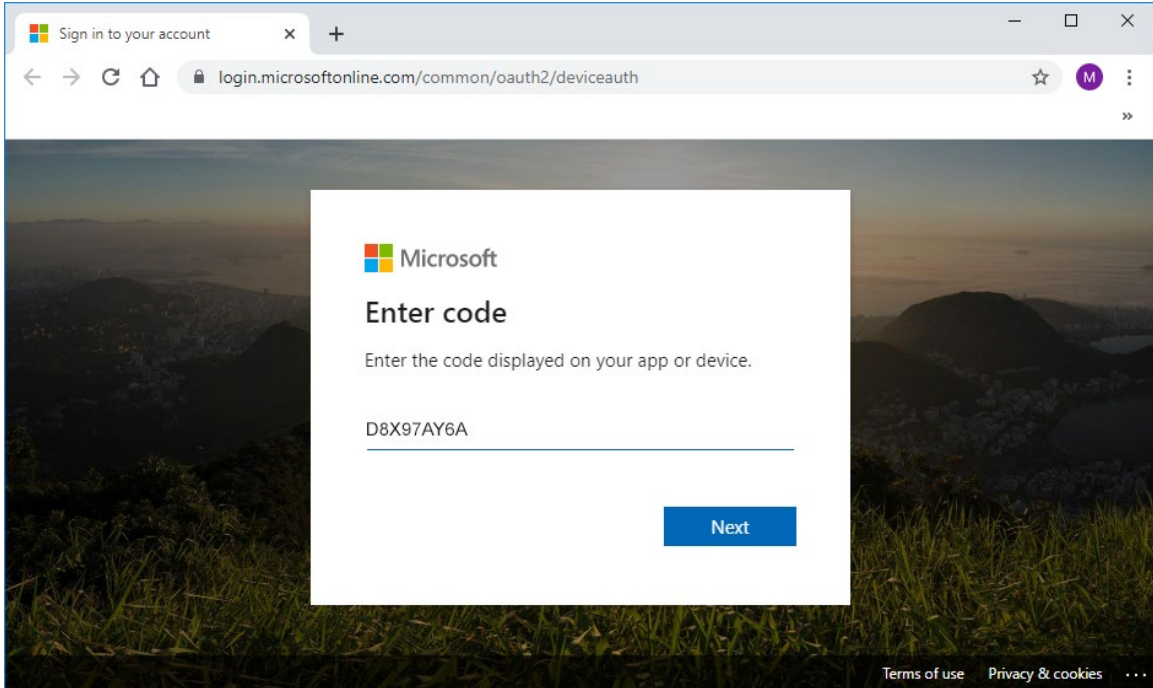 Sign in to your account
login.microsoftonline.com/common/oauth2/deviceauth
M
Microsoft
Enter code
Enter the code displayed on your app or device.
D8X97AY6A
Next
Terms of use Privacy & cookies ...